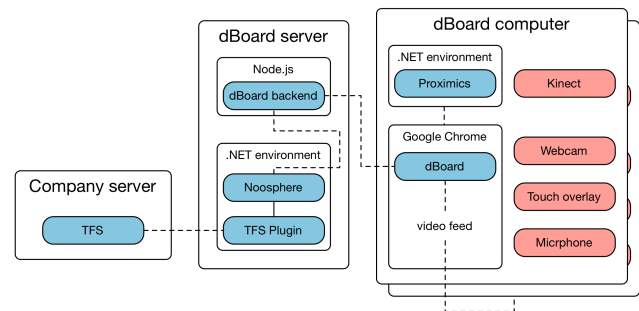 dBoard server
dBoard computer
Node.js
.NET environment
dBoard backend
Proximics
Kinect
Google Chrome
.NET environment
Webcam
dBoard
Company server
Noosphere
Touch overlay
TFS
TFS Plugin
video feed
Micrphone